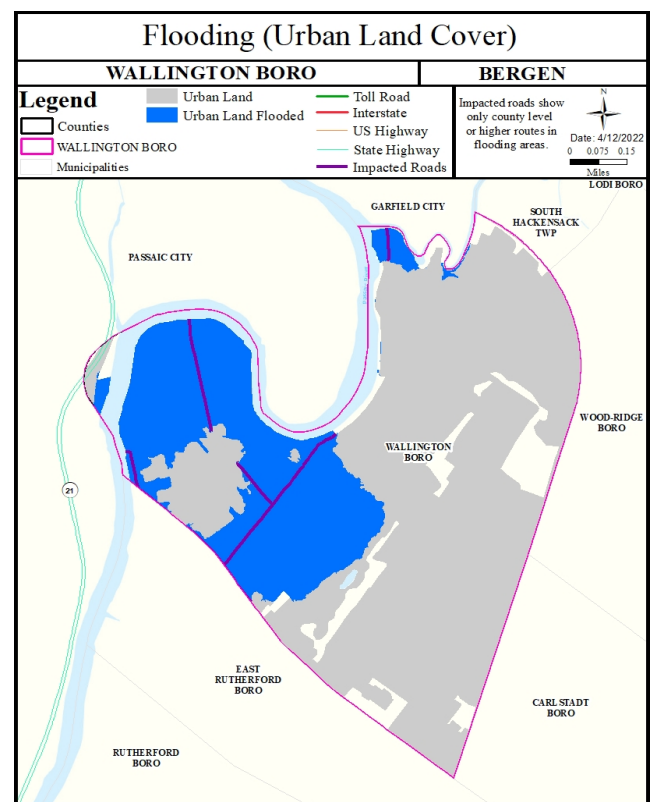 Flooding (Urban Land Cover)
WALLINGTON BORO
BERGEN
Legend
Counties
WALLINGTON BORO
Municipalities
Urban Land
Urban Land Flooded
Toll Road
Interstate
US Highway
State Highway
Impacted Roads
Impacted roads show
only county level
or higher routes in
flooding areas.
N
Date: 4/12/2022
0 0.075 0.15
Miles
LODI BORO
GARFIELD CITY
SOUTH
HACKENSACK
TWP
PASSAIC CITY
WOOD-RIDGE
BORO
WALLINGTON
BORO
21
EAST
RUTHERFORD
BORO
CARLSTADT
BORO
RUTHERFORD
BORO